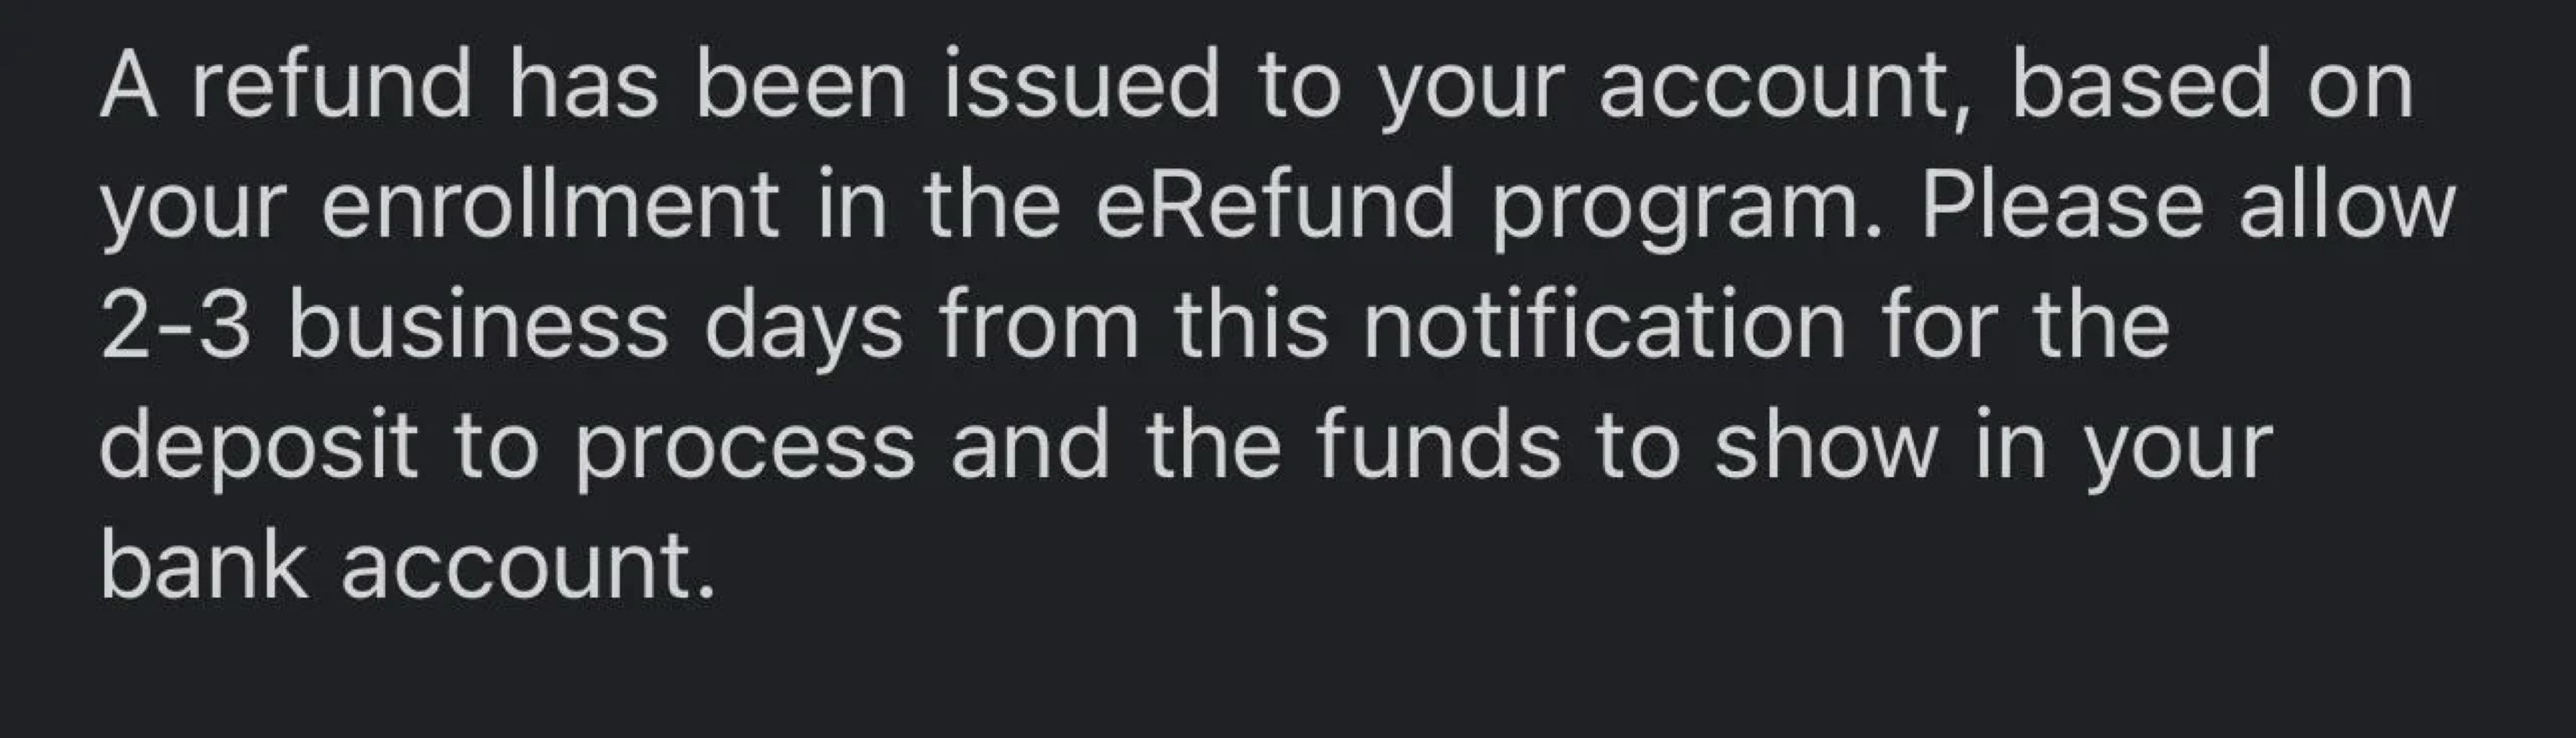 A refund has been issued to your account, based on
your enrollment in the eRefund program. Please allow
2-3 business days from this notification for the
deposit to process and the funds to show in your
bank account.